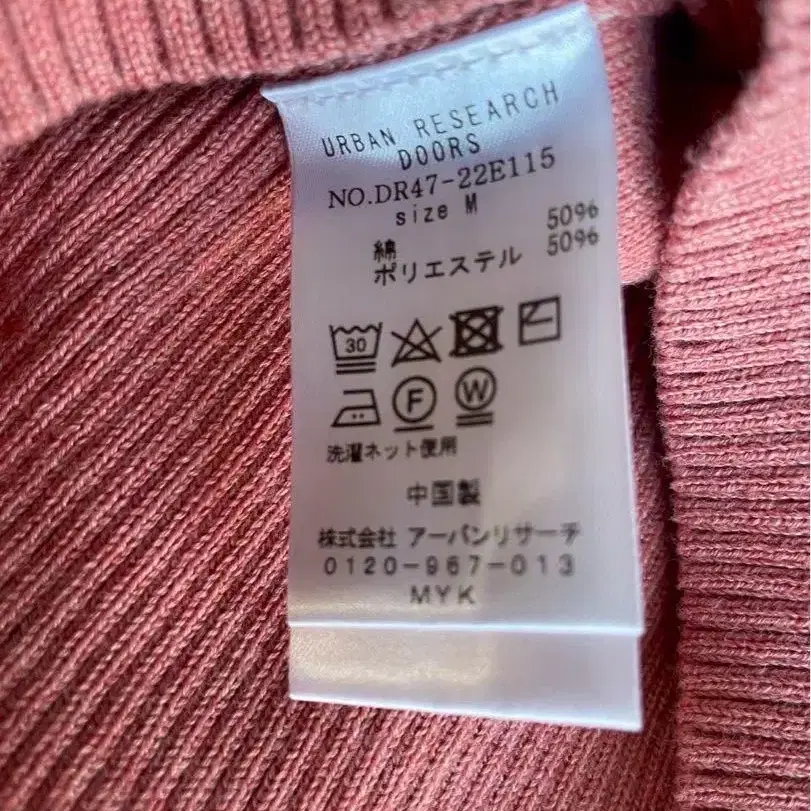 URBAN RESEARCH
DOORS
NO.DR47-22E115
size M
綿 50%
ポリエステル 50%
30
F W
洗濯ネット使用
中国製
株式会社 アーバンリサーチ
0120-967-013
MYK